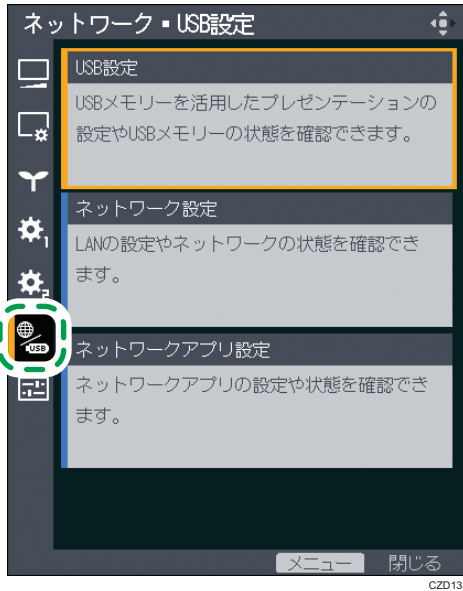 ネットワーク・USB設定
USB設定
USBメモリーを活用したプレゼンテーションの
設定やUSBメモリーの状態を確認できます。
ネットワーク設定
LANの設定やネットワークの状態を確認でき
ます。
1
2
USB
ネットワークアプリ設定
ネットワークアプリの設定や状態を確認でき
ます。
メニュー 閉じる
CZD13